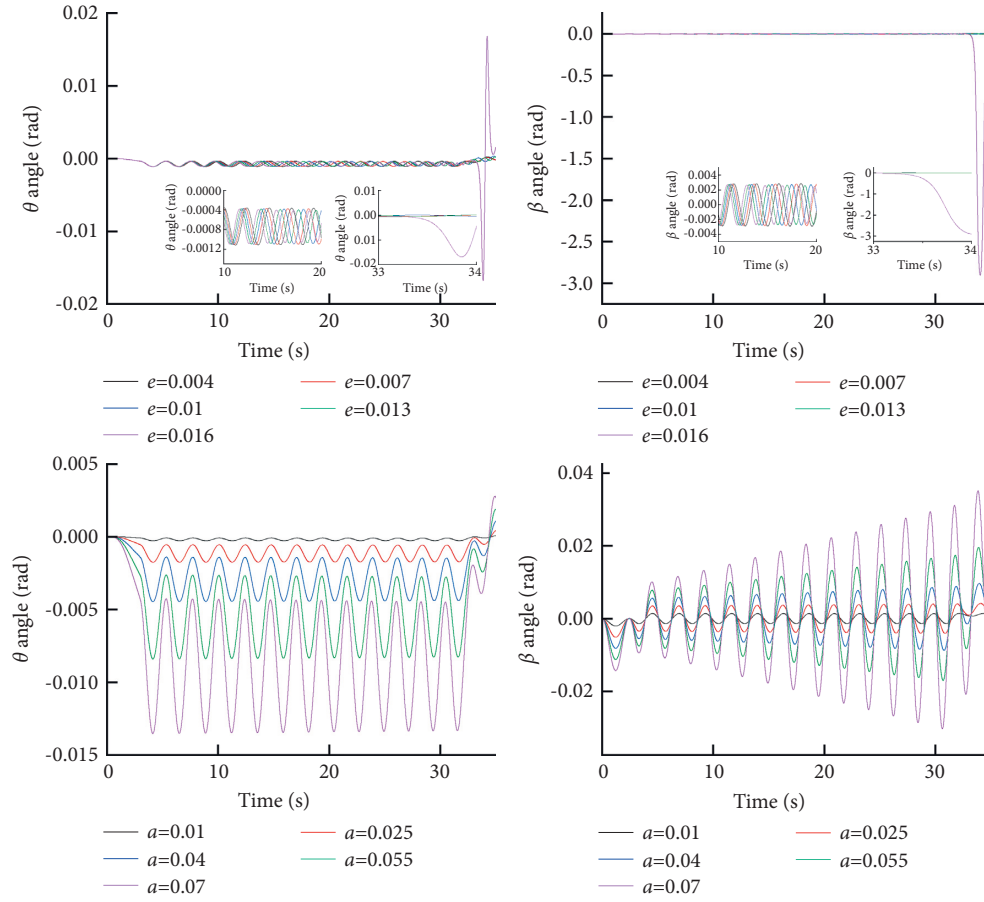 θ angle (rad)
0.02
0.01
0.00
-0.01
-0.02
0 10 20 30
Time (s)
θ angle (rad)
0.0000
-0.0004
-0.0008
-0.0012
10 20
Time (s)
θ angle (rad)
0.01
0.00
0.01
-0.02
33 34
Time (s)
e=0.004 e=0.007
e=0.01 e=0.013
e=0.016
β angle (rad)
0.0
-0.5
-1.0
-1.5
-2.0
-2.5
-3.0
0 10 20 30
Time (s)
β angle (rad)
0.004
0.002
0.000
-0.002
-0.004
10 20
Time (s)
β angle (rad)
0
-1
-2
-3
33 34
Time (s)
e=0.004 e=0.007
e=0.01 e=0.013
e=0.016
θ angle (rad)
0.005
0.000
-0.005
-0.010
-0.015
0 10 20 30
Time (s)
a=0.01 a=0.025
a=0.04 a=0.055
a=0.07
β angle (rad)
0.04
0.02
0.00
-0.02
0 10 20 30
Time (s)
a=0.01 a=0.025
a=0.04 a=0.055
a=0.07